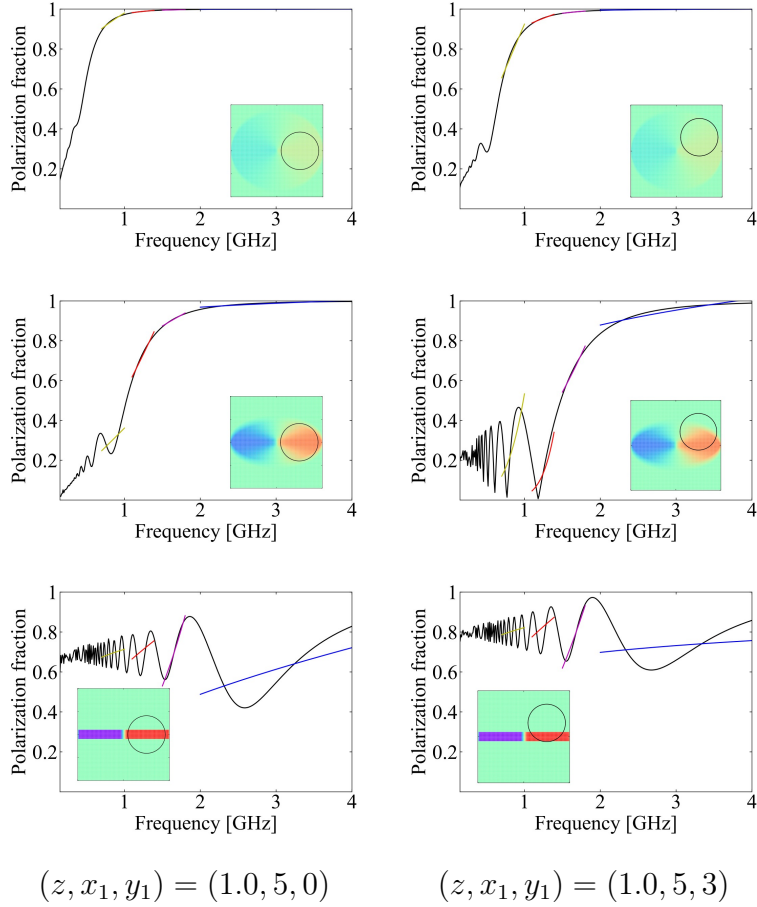 1
0.8
0.6
0.4
0.2
Polarization fraction
1 2 3 4
Frequency [GHz]
1
0.8
0.6
0.4
0.2
Polarization fraction
1 2 3 4
Frequency [GHz]
1
0.8
0.6
0.4
0.2
Polarization fraction
1 2 3 4
Frequency [GHz]
1
0.8
0.6
0.4
0.2
Polarization fraction
1 2 3 4
Frequency [GHz]
1
0.8
0.6
0.4
0.2
Polarization fraction
1 2 3 4
Frequency [GHz]
1
0.8
0.6
0.4
0.2
Polarization fraction
1 2 3 4
Frequency [GHz]
(z, x₁, y₁) = (1.0, 5, 0)
(z, x₁, y₁) = (1.0, 5, 3)